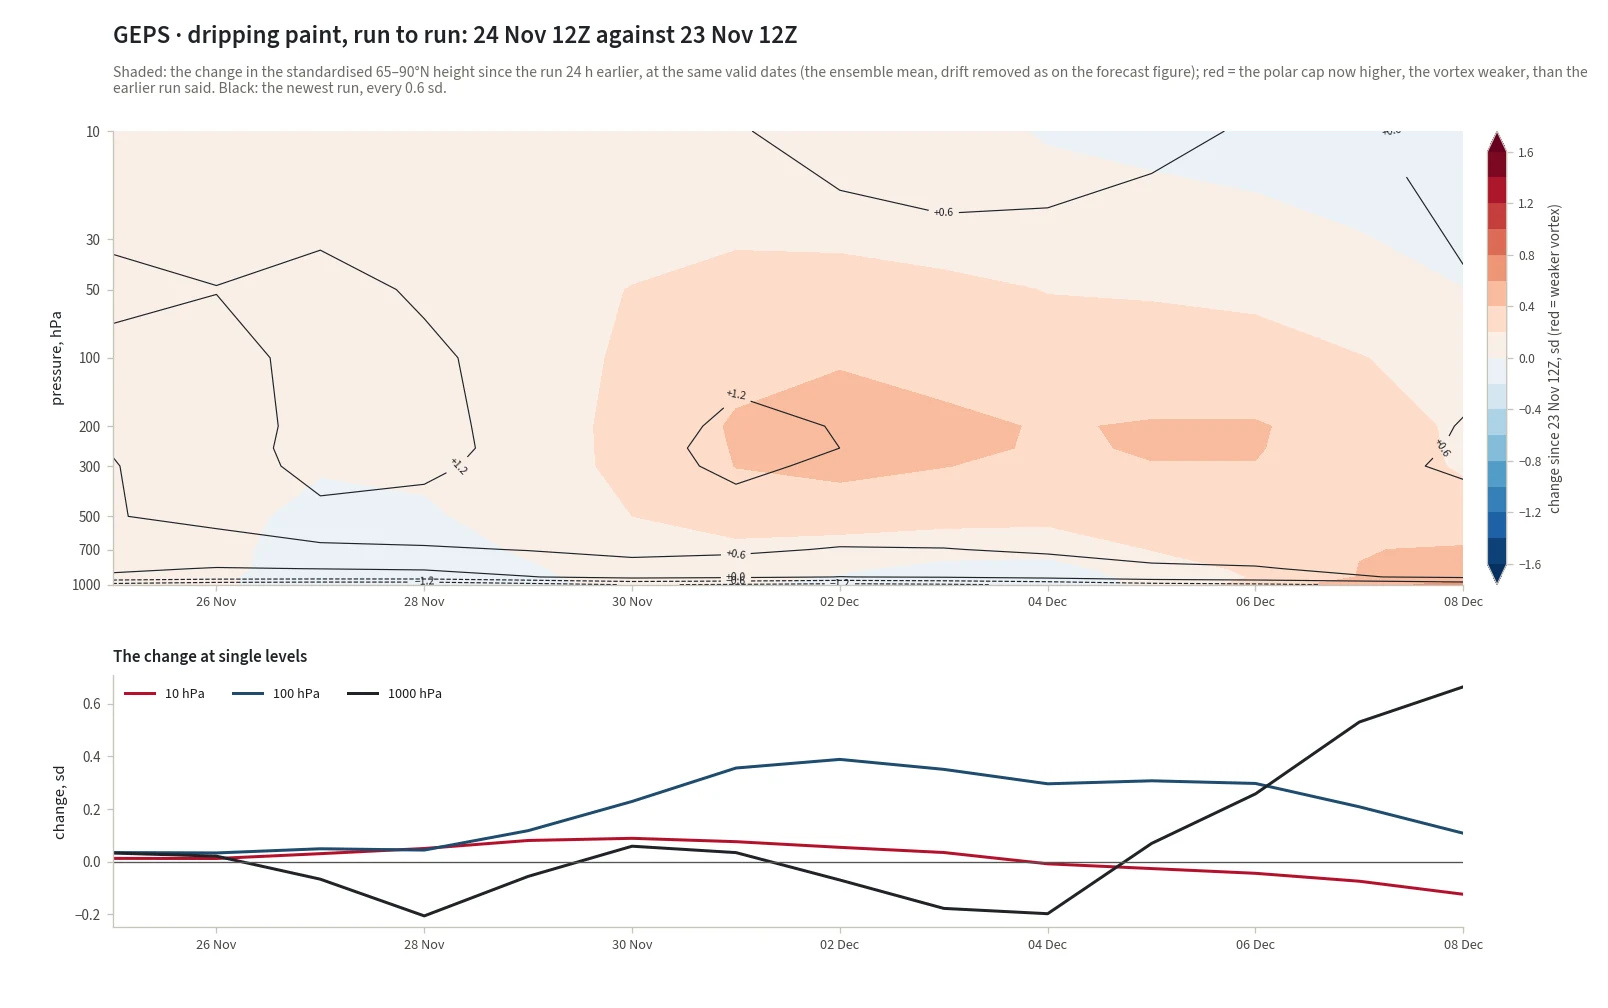 GEPS · dripping paint, run to run: 24 Nov 12Z against 23 Nov 12Z
Shaded: the change in the standardised 65–90°N height since the run 24 h earlier, at the same valid dates (the ensemble mean, drift removed as on the forecast figure); red = the polar cap now higher, the vortex weaker, than the
earlier run said. Black: the newest run, every 0.6 sd.
pressure, hPa
10
30
50
100
200
300
500
700
1000
+0.6
+1.2
+1.2
+0.6
+0.6
+0.0
−1.2
26 Nov
28 Nov
30 Nov
02 Dec
04 Dec
06 Dec
08 Dec
1.6
1.2
0.8
0.4
0.0
−0.4
−0.8
−1.2
−1.6
change since 23 Nov 12Z, sd (red = weaker vortex)
The change at single levels
10 hPa
100 hPa
1000 hPa
change, sd
0.6
0.4
0.2
0.0
−0.2
26 Nov
28 Nov
30 Nov
02 Dec
04 Dec
06 Dec
08 Dec